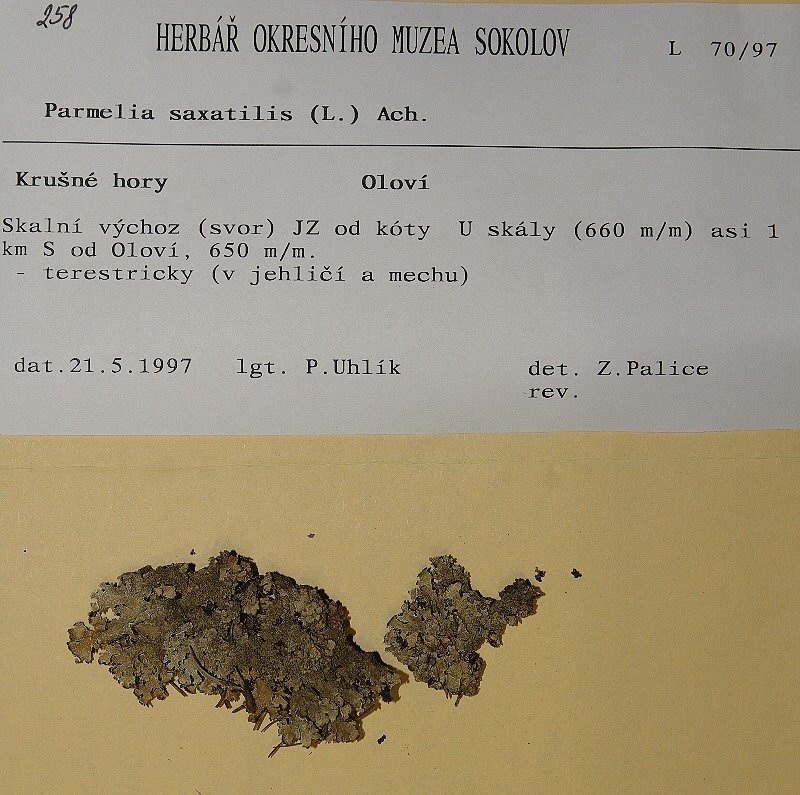 258
HERBÁŘ OKRESNÍHO MUZEA SOKOLOV L 70/97
Parmelia saxatilis (L.) Ach.
Krušné hory Oloví
Skalní výchoz (svor) JZ od kóty U skály (660 m/m) asi 1
km S od Oloví, 650 m/m.
- terestricky (v jehličí a mechu)
dat.21.5.1997 lgt. P.Uhlík det. Z.Palice
rev.